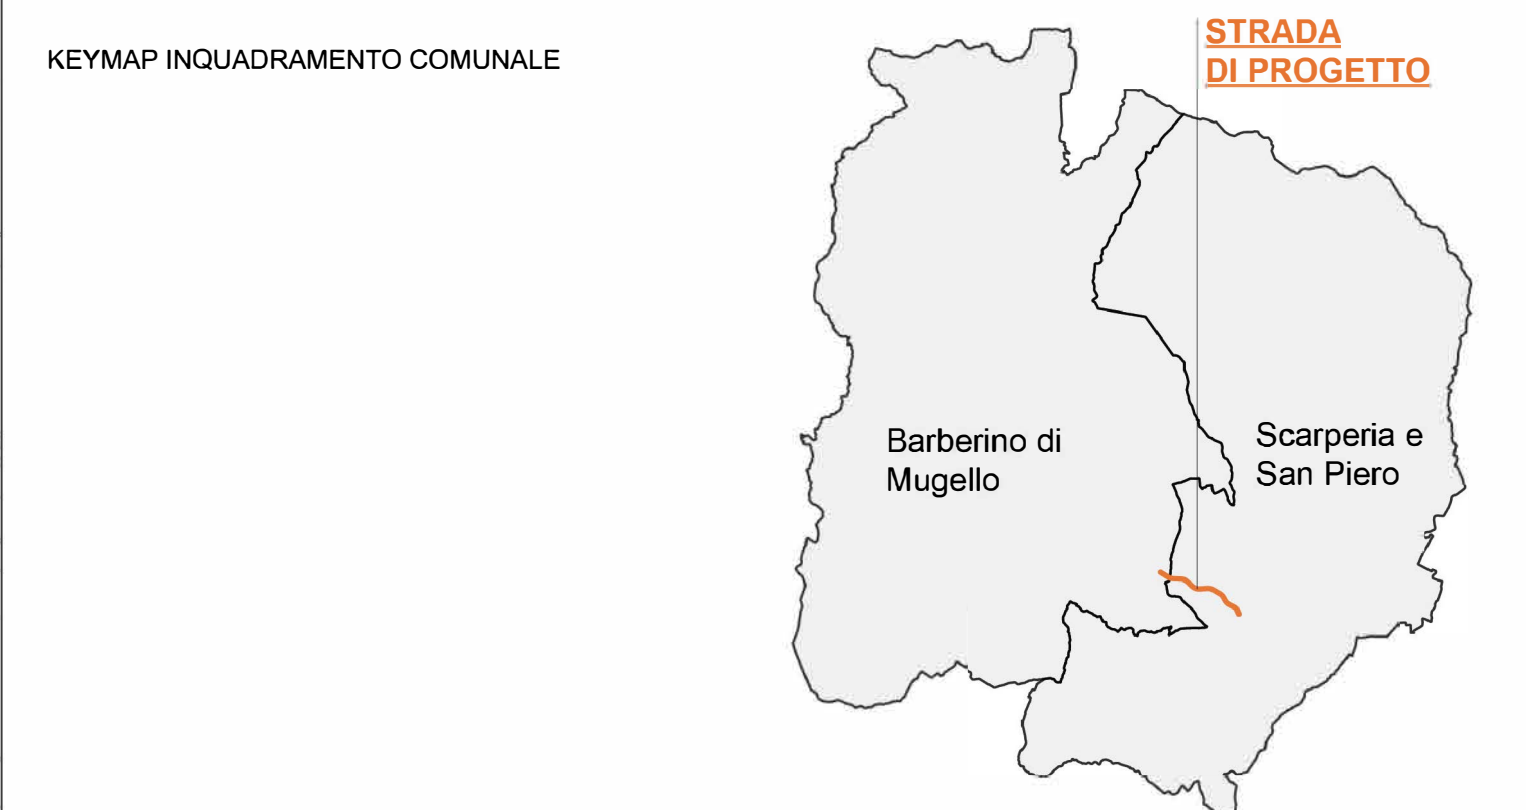 KEYMAP INQUADRAMENTO COMUNALE
STRADA
DI PROGETTO
Barberino di
Mugello
Scarperia e
San Piero